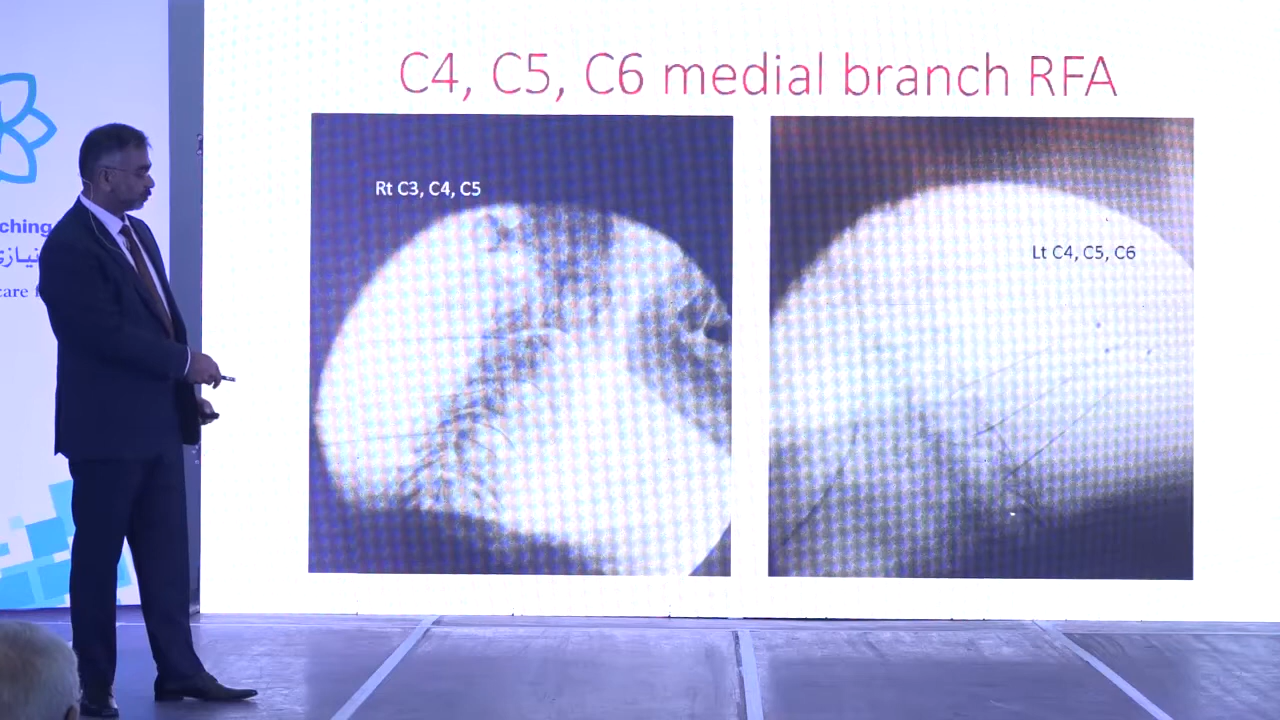 C4, C5, C6 medial branch RFA
Rt C3, C4, C5
Lt C4, C5, C6
ching
care